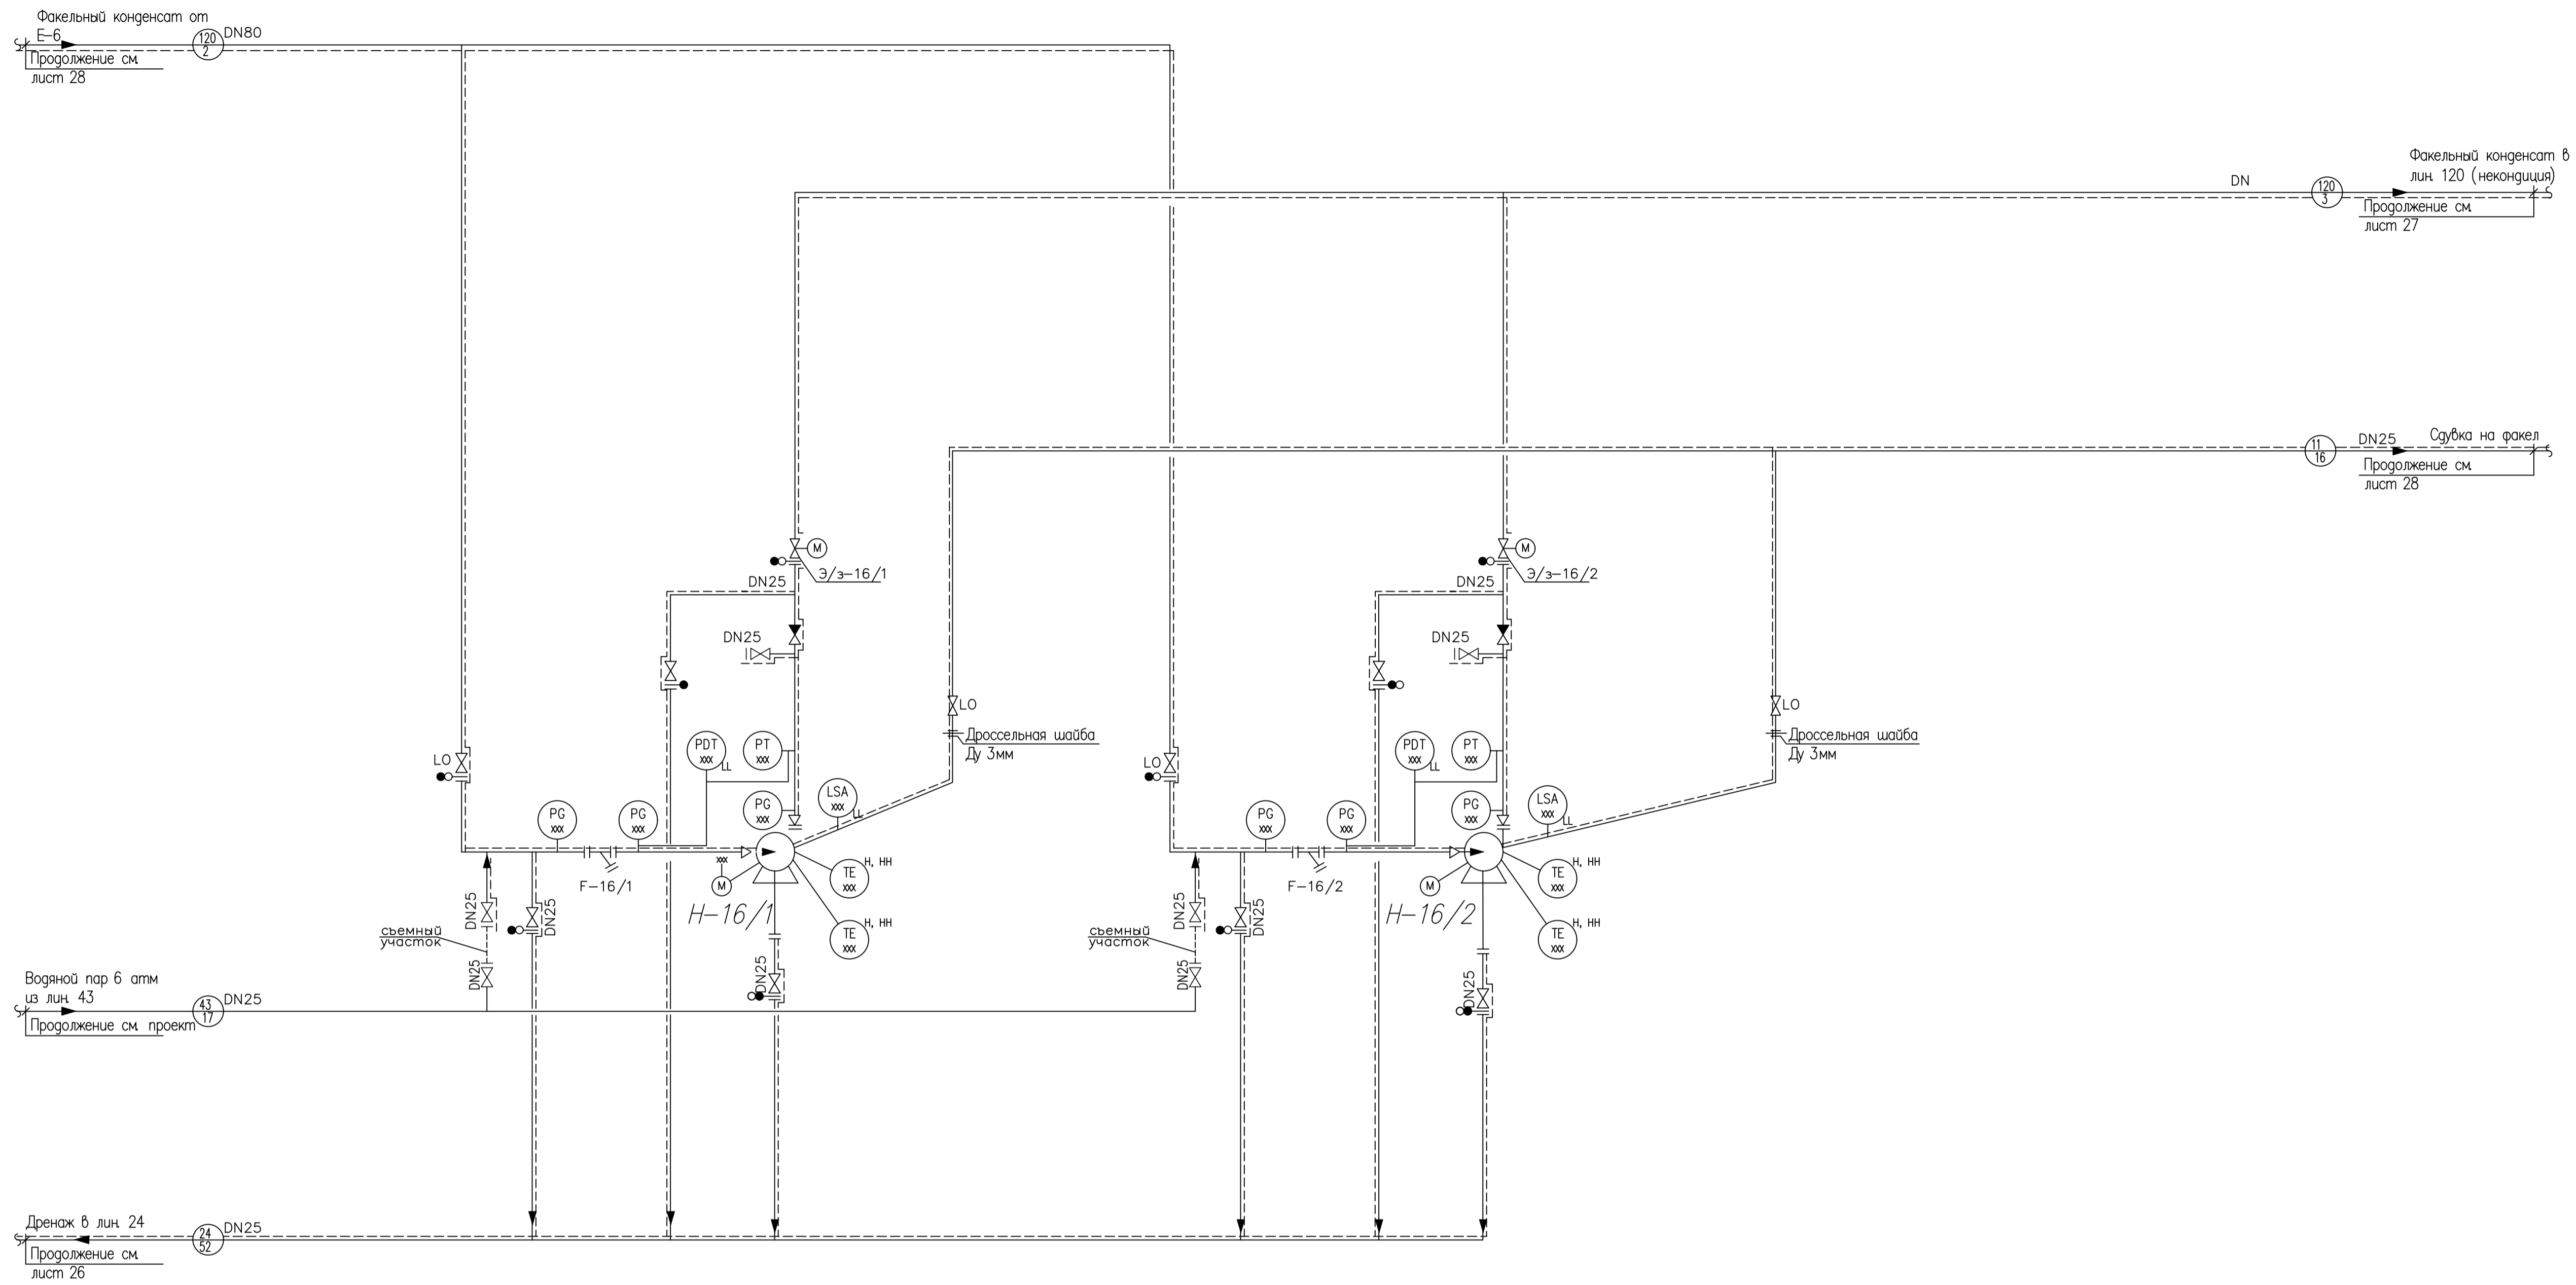 Факельный конденсат от
Е-6
120
2
DN80
Продолжение см.
лист 28
Факельный конденсат в
лин. 120 (некондиция)
DN
120
3
Продолжение см.
лист 27
DN25
Сдувка на факел
11
16
Продолжение см.
лист 28
M
Э/з-16/1
DN25
M
Э/з-16/2
DN25
DN25
DN25
LO
Дроссельная шайба
Ду 3мм
LO
Дроссельная шайба
Ду 3мм
LO
PDT
XXX
LL
PT
XXX
LO
PDT
XXX
LL
PT
XXX
PG
XXX
PG
XXX
PG
XXX
LSA
XXX
LL
PG
XXX
PG
XXX
PG
XXX
LSA
XXX
LL
F-16/1
XXX
M
TE
XXX
H, HH
F-16/2
M
TE
XXX
H, HH
H-16/1
TE
XXX
H, HH
H-16/2
TE
XXX
H, HH
DN25
DN25
DN25
DN25
съемный
участок
съемный
участок
DN25
DN25
DN25
DN25
Водяной пар 6 атм
из лин. 43
43
17
DN25
Продолжение см. проект
Дренаж в лин. 24
24
52
DN25
Продолжение см.
лист 26